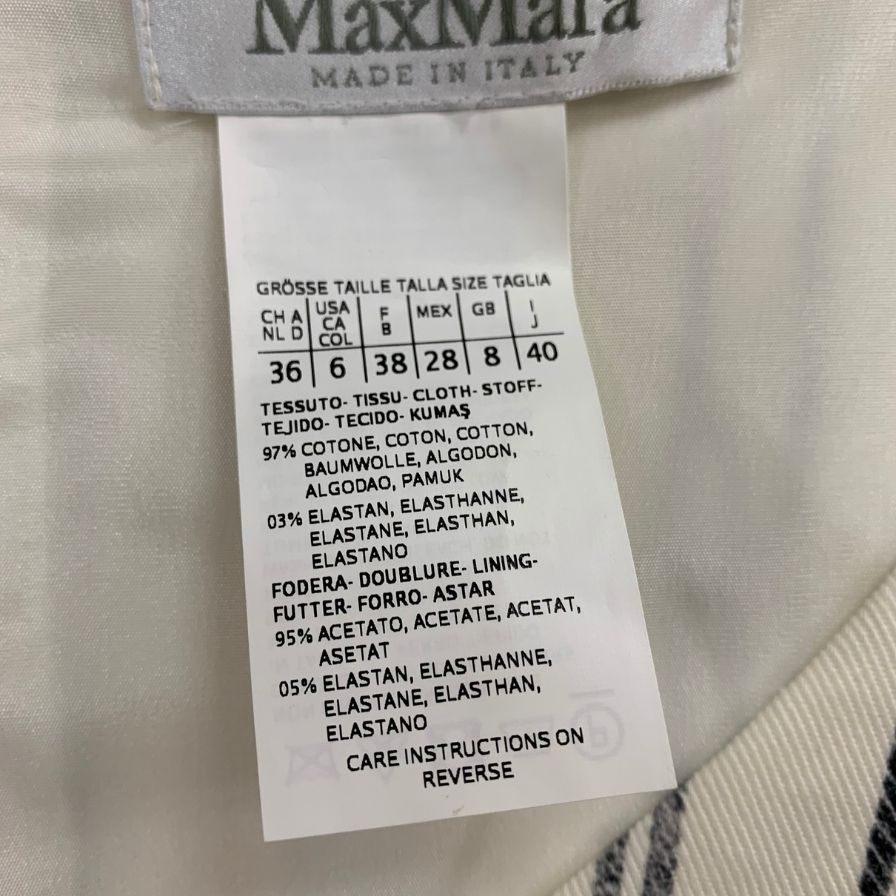 MaxMara
MADE IN ITALY
GRÖSSE TAILLE TALLA SIZE TAGLIA
CH A NL D USA CA COL F B MEX GB I J
36 6 38 28 8 40
TESSUTO- TISSU- CLOTH- STOFF-
TEJIDO- TECIDO- KUMAŞ
97% COTONE, COTON, COTTON,
BAUMWOLLE, ALGODON,
ALGODAO, PAMUK
03% ELASTAN, ELASTHANNE,
ELASTANE, ELASTHAN,
ELASTANO
FODERA- DOUBLURE- LINING-
FUTTER- FORRO- ASTAR
95% ACETATO, ACETATE, ACETAT,
ASETAT
05% ELASTAN, ELASTHANNE,
ELASTANE, ELASTHAN,
ELASTANO
CARE INSTRUCTIONS ON
REVERSE